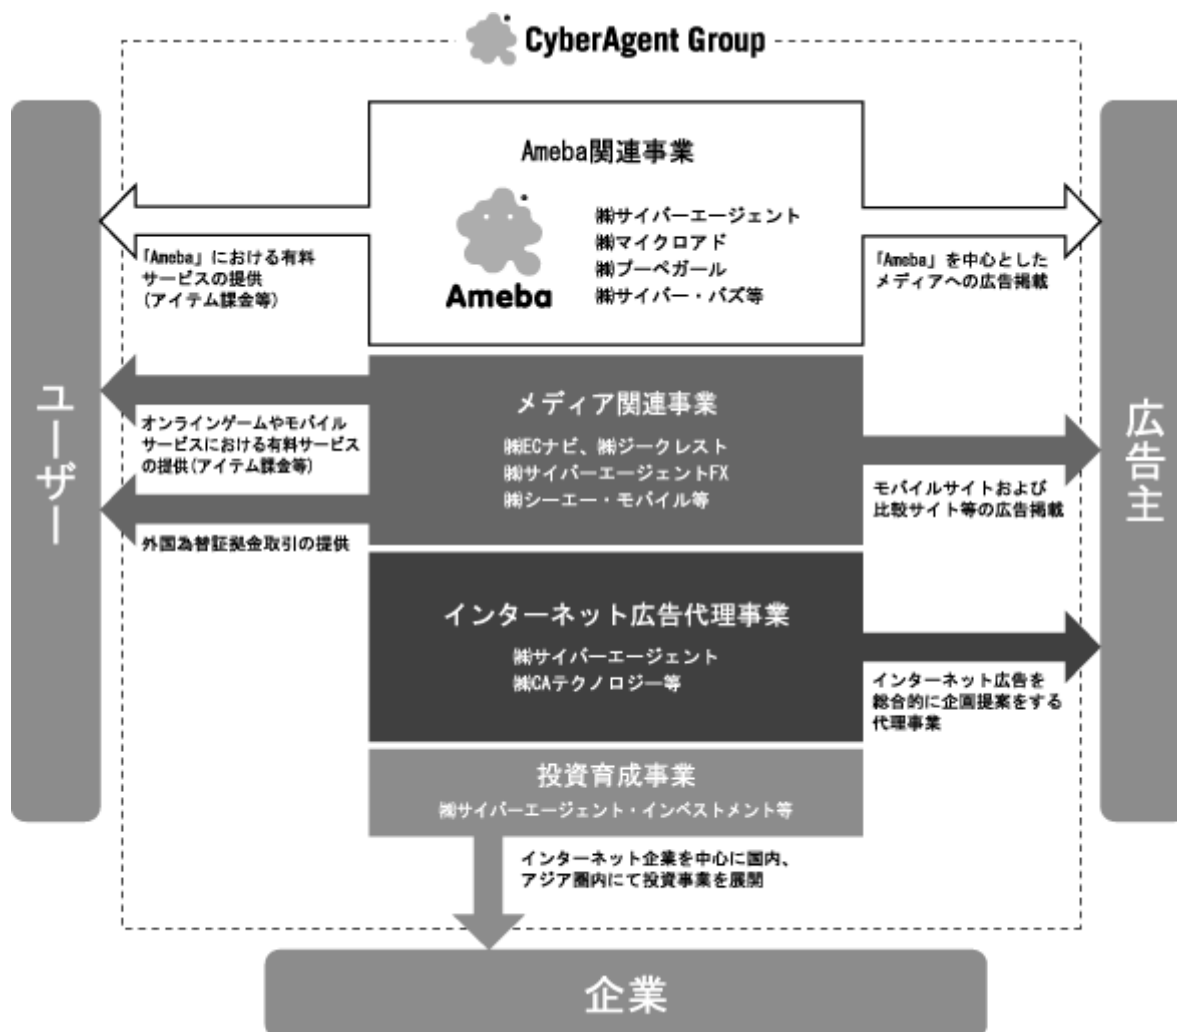 CyberAgent Group
Ameba関連事業
Ameba
㈱サイバーエージェント
㈱マイクロアド
㈱プーペガール
㈱サイバー・バズ等
「Ameba」における有料
サービスの提供
(アイテム課金等)
「Ameba」を中心とした
メディアへの広告掲載
ユーザー
広告主
メディア関連事業
㈱ECナビ、㈱ジークレスト
㈱サイバーエージェントFX
㈱シーエー・モバイル等
オンラインゲームやモバイル
サービスにおける有料サービス
の提供(アイテム課金等)
外国為替証拠金取引の提供
モバイルサイトおよび
比較サイト等の広告掲載
インターネット広告代理事業
㈱サイバーエージェント
㈱CAテクノロジー等
インターネット広告を
総合的に企画提案をする
代理事業
投資育成事業
㈱サイバーエージェント・インベストメント等
インターネット企業を中心に国内、
アジア圏内にて投資事業を展開
企業